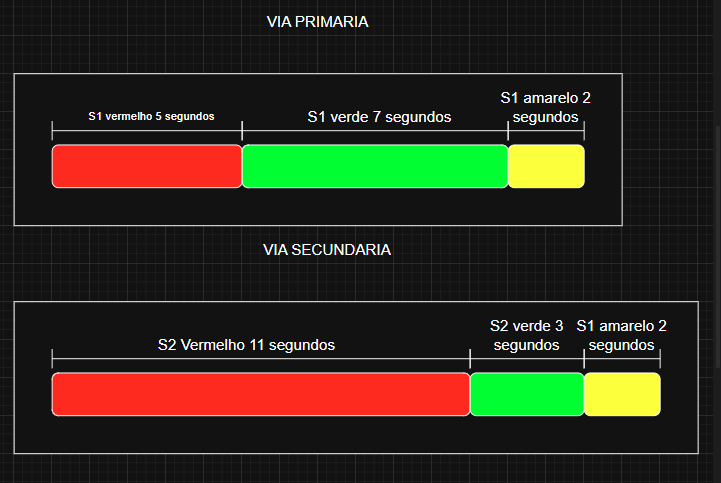 VIA PRIMARIA
S1 vermelho 5 segundos
S1 verde 7 segundos
S1 amarelo 2
segundos
VIA SECUNDARIA
S2 Vermelho 11 segundos
S2 verde 3
segundos
S1 amarelo 2
segundos